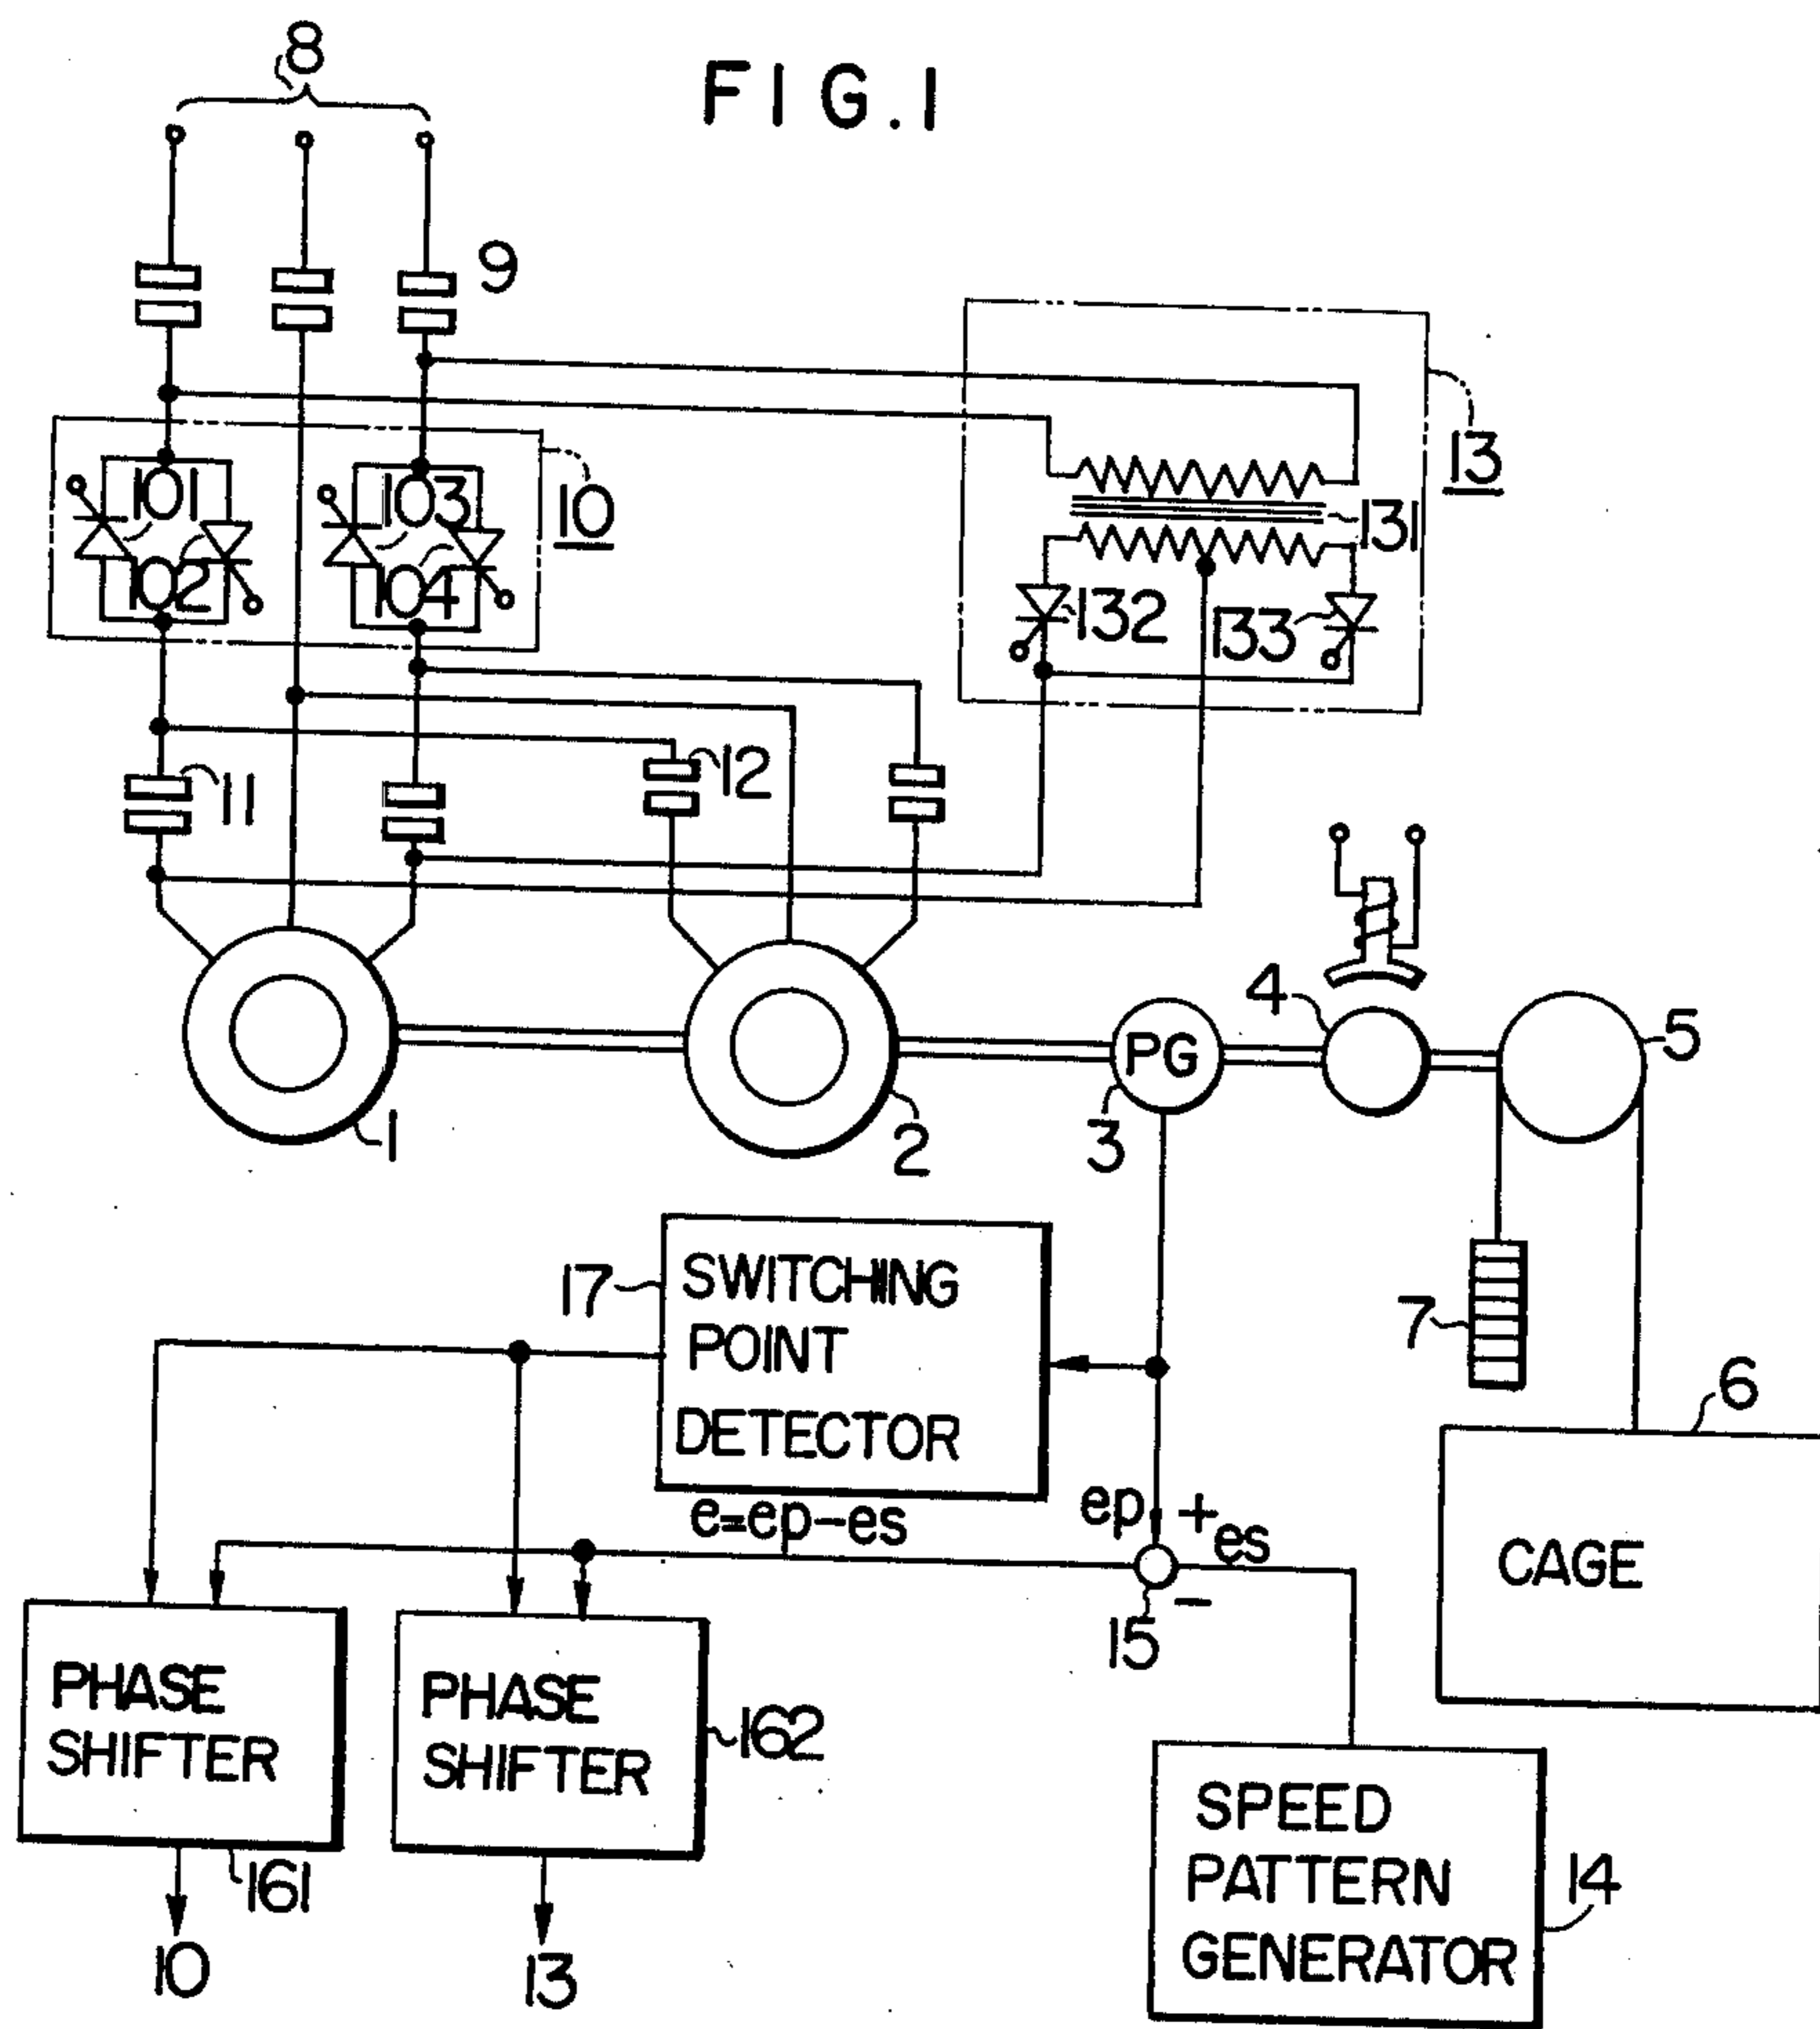 FIG.1
8
9
101
103
10
102
104
13
131
132
133
11
12
4
5
PG
1
2
3
17
SWITCHING
POINT
DETECTOR
7
6
e=ep-es
ep
+
es
CAGE
-
15
PHASE
SHIFTER
PHASE
SHIFTER
162
SPEED
PATTERN
GENERATOR
14
161
10
13